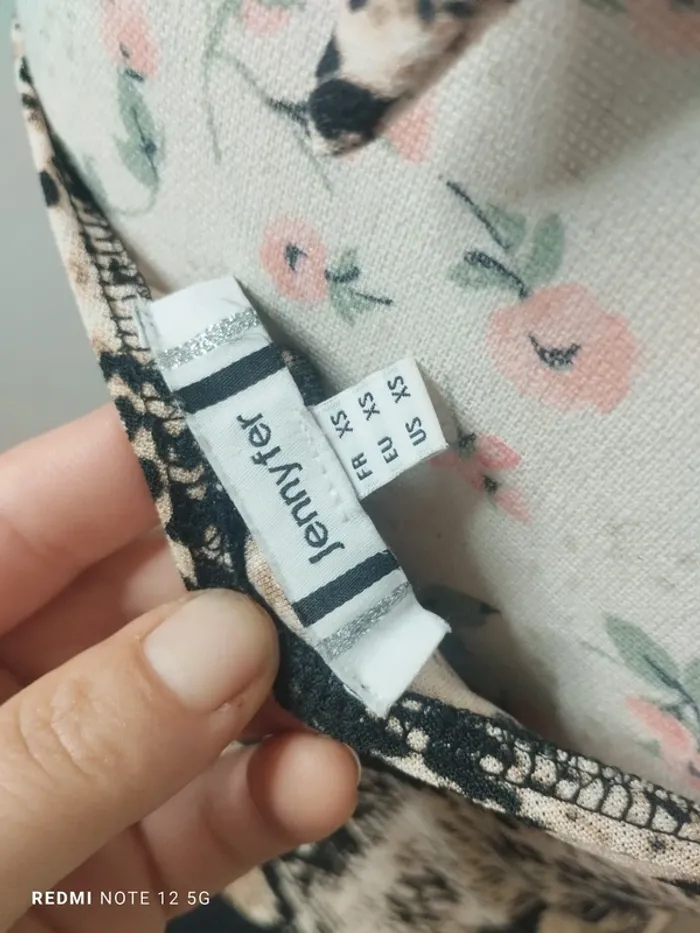 Jennyfer
FR XS
EU XS
US XS
REDMI NOTE 12 5G